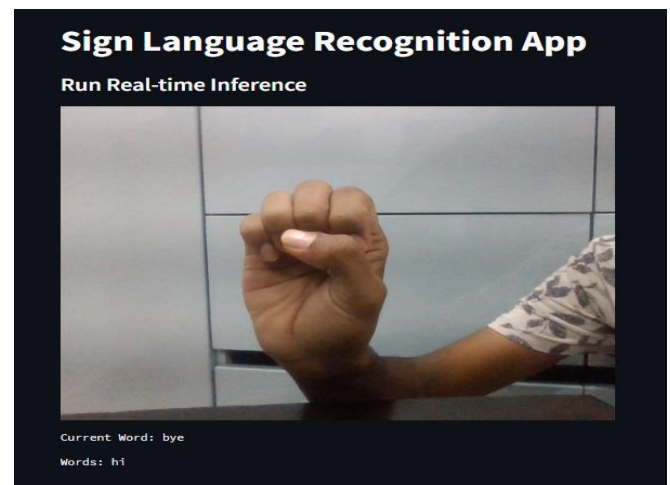 Sign Language Recognition App
Run Real-time Inference
Current Word: bye
Words: hi